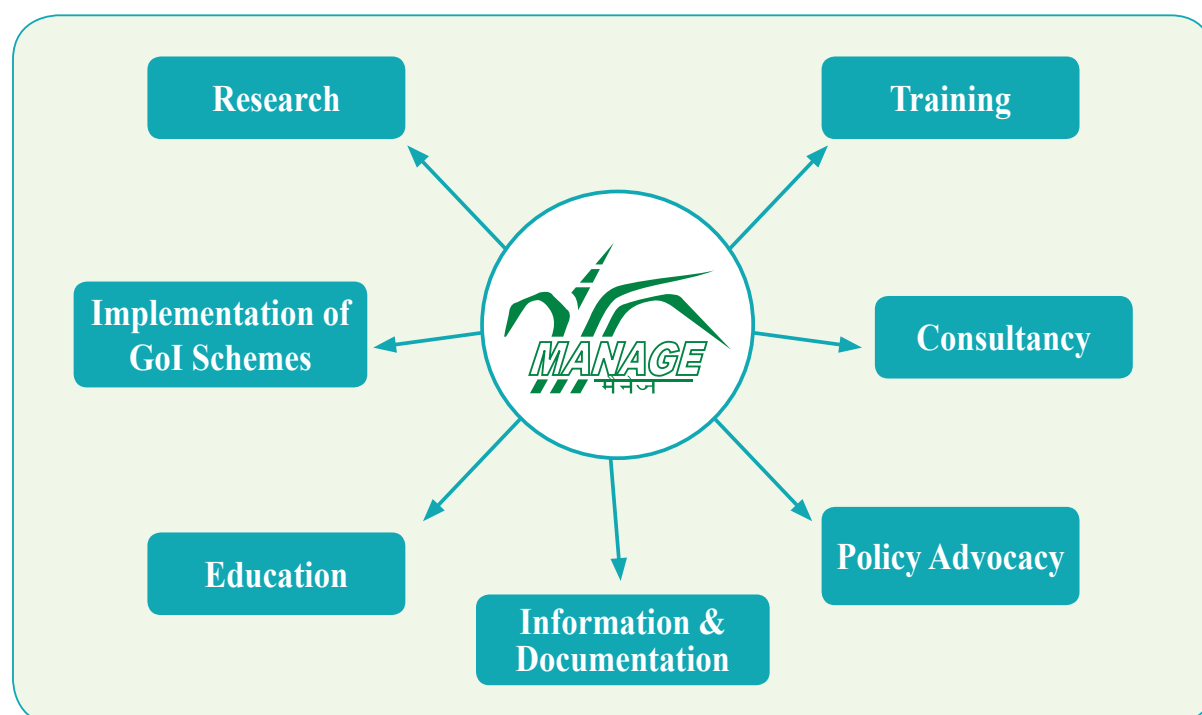 Research
Training
Implementation of
GoI Schemes
MANAGE
मैनेज
Consultancy
Education
Policy Advocacy
Information &
Documentation